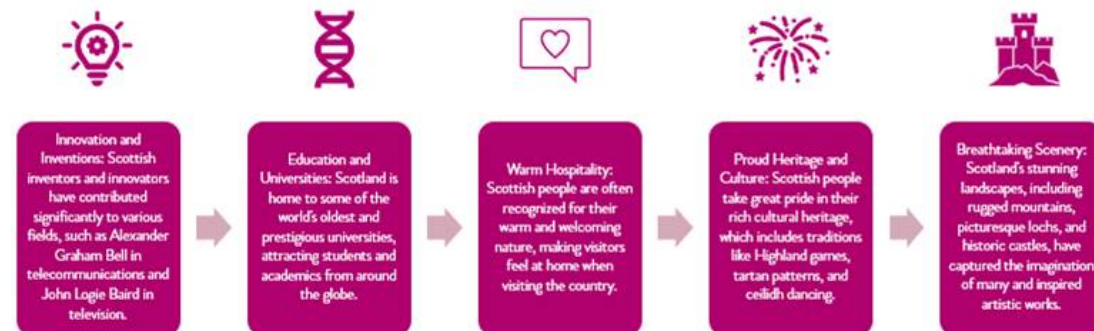 Innovation and
Inventions: Scottish
inventors and innovators
have contributed
significantly to various
fields, such as Alexander
Graham Bell in
telecommunications and
John Logie Baird in
television.
Education and
Universities: Scotland is
home to some of the
world's oldest and
prestigious universities,
attracting students and
academics from around
the globe.
Warm Hospitality:
Scottish people are often
recognized for their
warm and welcoming
nature, making visitors
feel at home when
visiting the country.
Proud Heritage and
Culture: Scottish people
take great pride in their
rich cultural heritage,
which includes traditions
like Highland games,
tartan patterns, and
ceilidh dancing.
Breathtaking Scenery:
Scotland's stunning
landscapes, including
rugged mountains,
picturesque lochs, and
historic castles, have
captured the imagination
of many and inspired
artistic works.